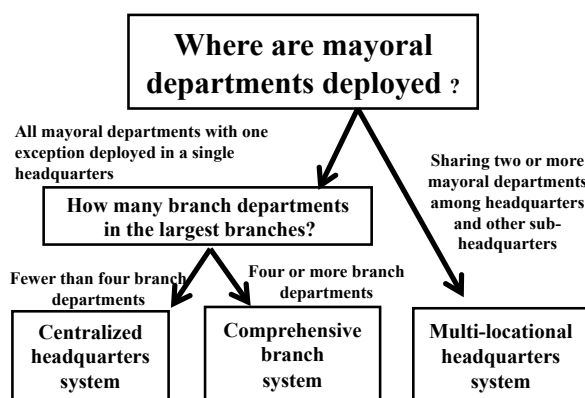 Where are mayoral
departments deployed ?
All mayoral departments with one
exception deployed in a single
headquarters
Sharing two or more
mayoral departments
among headquarters
and other sub-
headquarters
How many branch departments
in the largest branches?
Fewer than four branch
departments
Four or more branch
departments
Centralized
headquarters
system
Comprehensive
branch
system
Multi-locational
headquarters
system